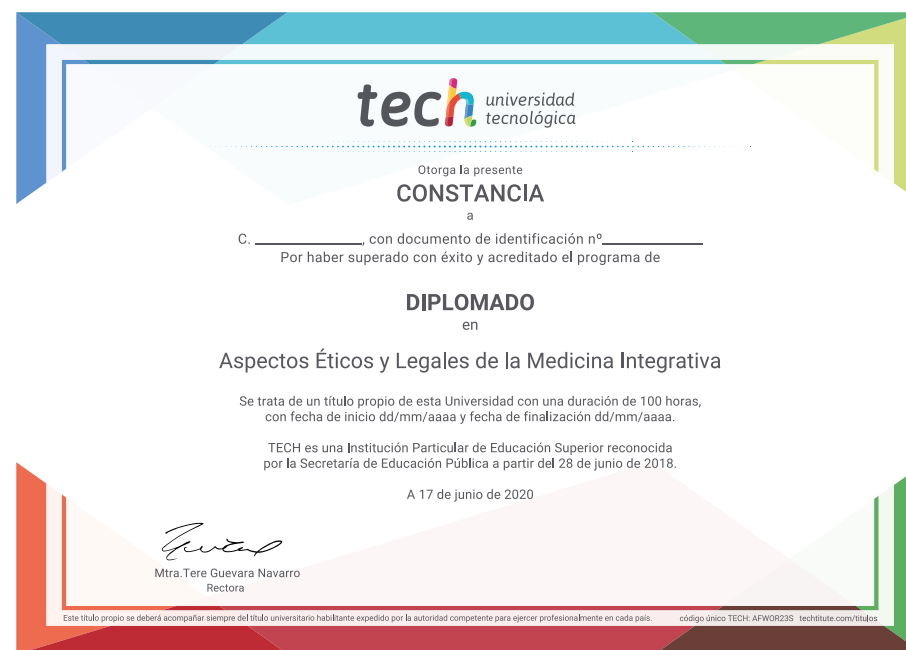 tech universidad
tecnológica
Otorga la presente
CONSTANCIA
a
C. ____________, con documento de identificación nº____________
Por haber superado con éxito y acreditado el programa de
DIPLOMADO
en
Aspectos Éticos y Legales de la Medicina Integrativa
Se trata de un título propio de esta Universidad con una duración de 100 horas,
con fecha de inicio dd/mm/aaaa y fecha de finalización dd/mm/aaaa.
TECH es una Institución Particular de Educación Superior reconocida
por la Secretaría de Educación Pública a partir del 28 de junio de 2018.
A 17 de junio de 2020
Mtra.Tere Guevara Navarro
Rectora
Este título propio se deberá acompañar siempre del título universitario habilitante expedido por la autoridad competente para ejercer profesionalmente en cada país. código único TECH: AFWOR23S techtitute.com/titulos